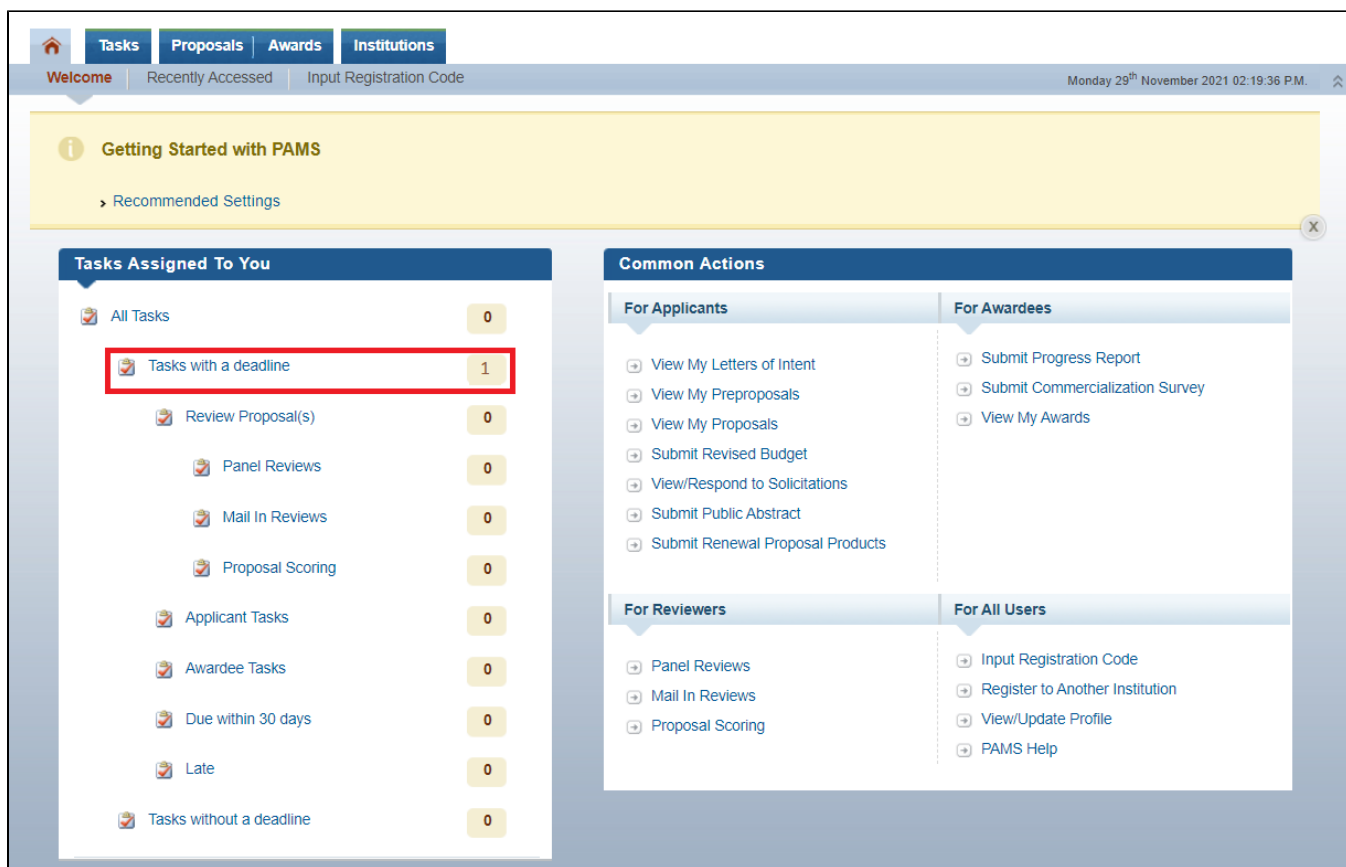 Tasks Proposals Awards Institutions
Welcome Recently Accessed Input Registration Code Monday 29th November 2021 02:19:36 P.M.
Getting Started with PAMS
Recommended Settings
X
Tasks Assigned To You
All Tasks 0
Tasks with a deadline 1
Review Proposal(s) 0
Panel Reviews 0
Mail In Reviews 0
Proposal Scoring 0
Applicant Tasks 0
Awardee Tasks 0
Due within 30 days 0
Late 0
Tasks without a deadline 0
Common Actions
For Applicants
View My Letters of Intent
View My Preproposals
View My Proposals
Submit Revised Budget
View/Respond to Solicitations
Submit Public Abstract
Submit Renewal Proposal Products
For Awardees
Submit Progress Report
Submit Commercialization Survey
View My Awards
For Reviewers
Panel Reviews
Mail In Reviews
Proposal Scoring
For All Users
Input Registration Code
Register to Another Institution
View/Update Profile
PAMS Help